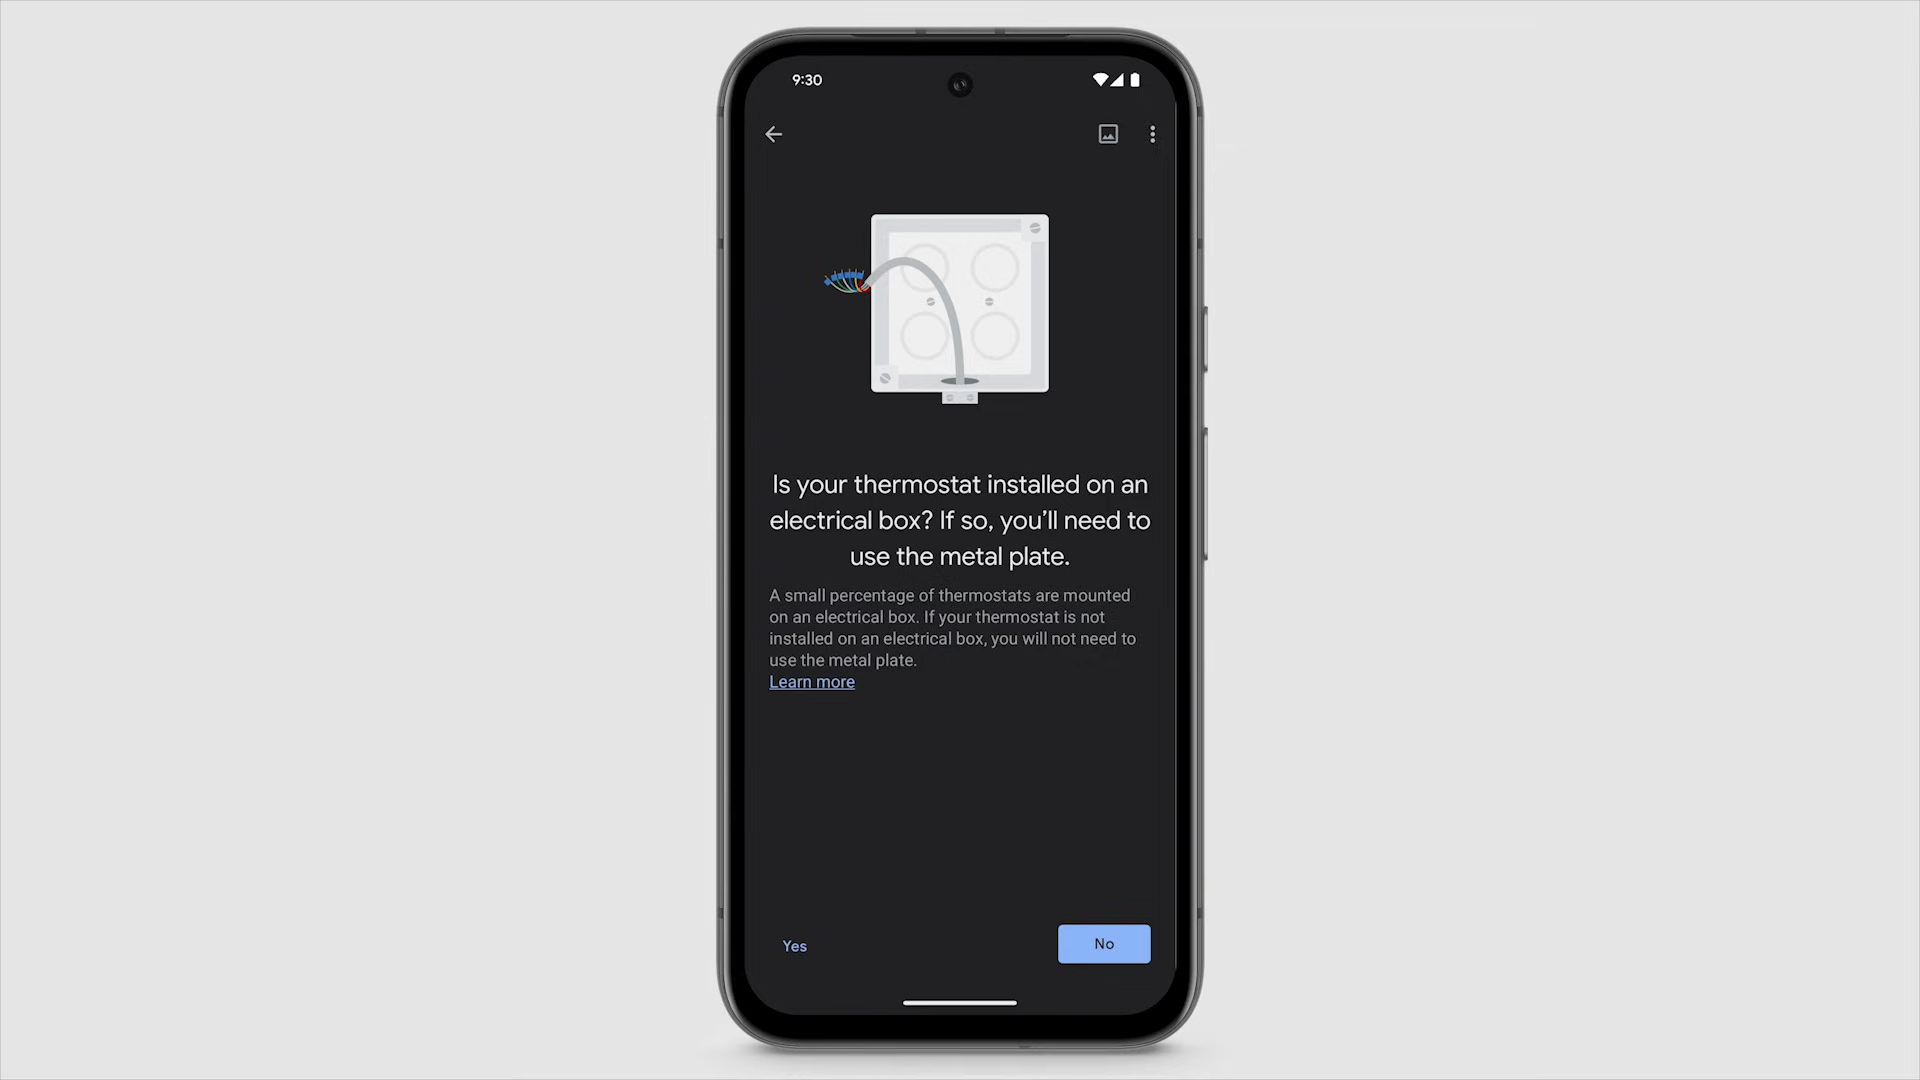 9:30
Is your thermostat installed on an
electrical box? If so, you’ll need to
use the metal plate.
A small percentage of thermostats are mounted
on an electrical box. If your thermostat is not
installed on an electrical box, you will not need to
use the metal plate.
Learn more
Yes
No